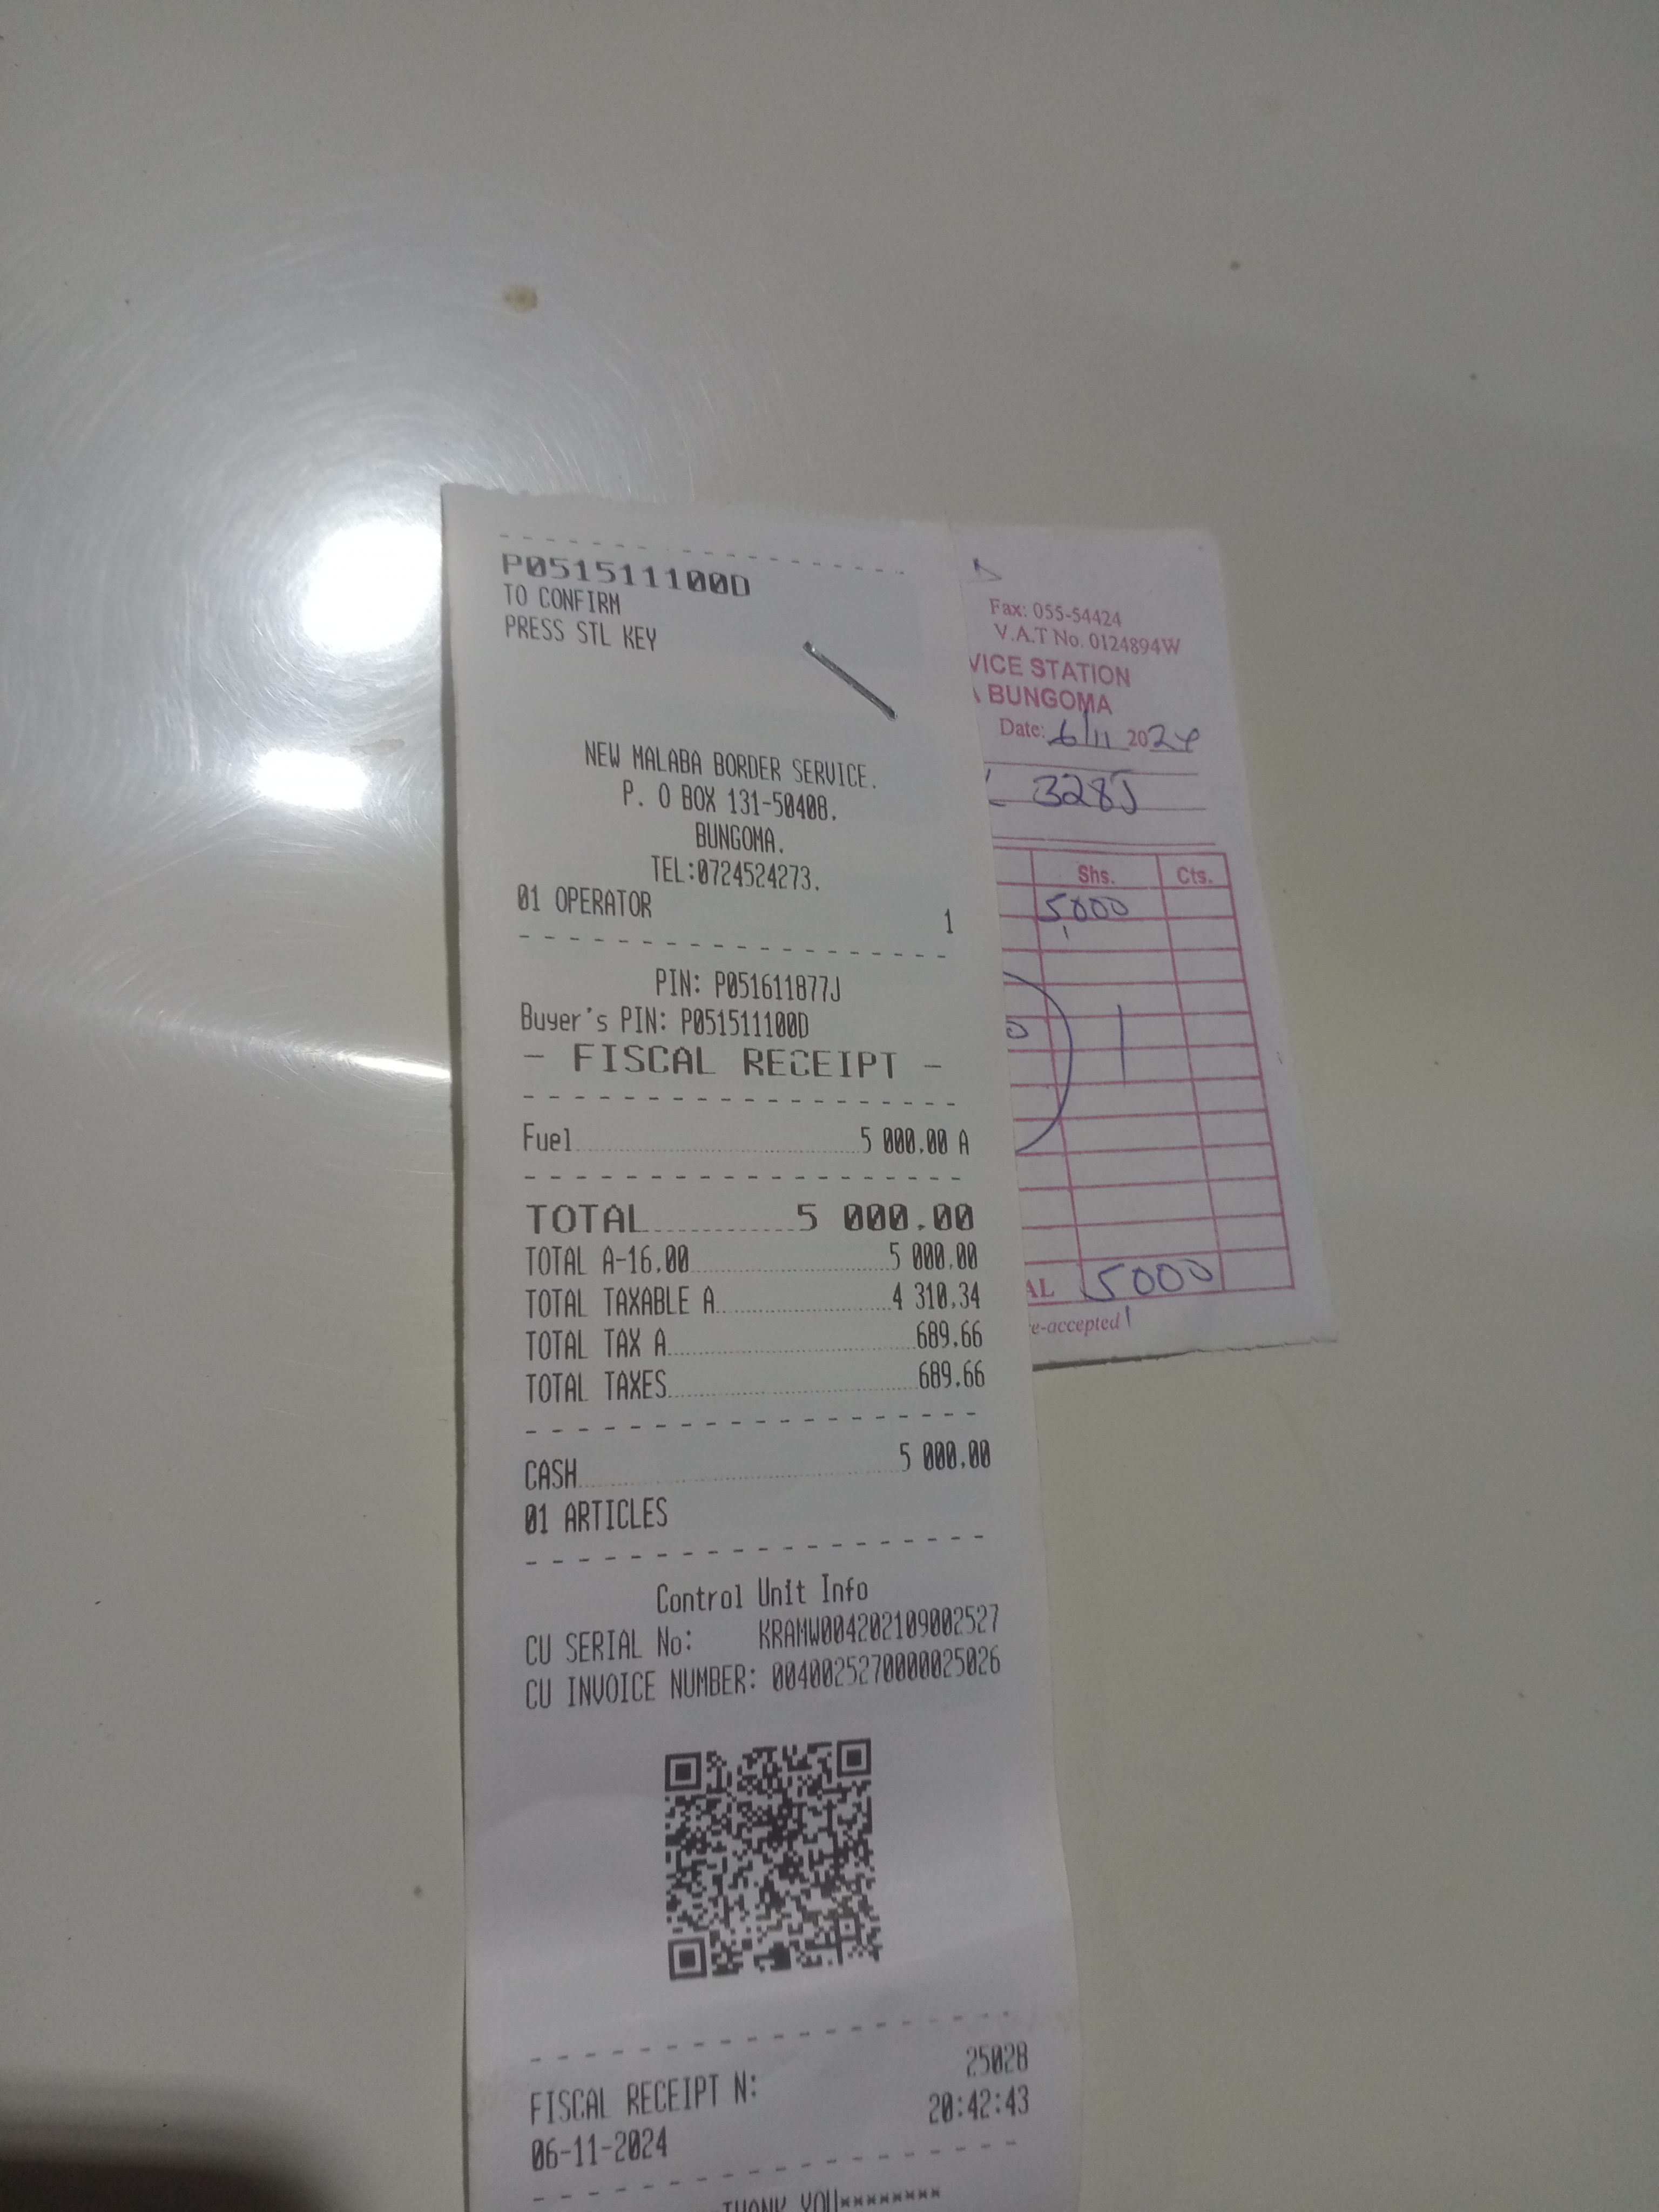 P051511100D
TO CONFIRM
PRESS STL KEY
NEW MALABA BORDER SERVICE.
P. O BOX 131-50408.
BUNGOMA.
TEL:0724524273.
01 OPERATOR 1
PIN: P051611877J
Buyer's PIN: P051511100D
- FISCAL RECEIPT -
Fuel 5 000.00 A
TOTAL 5 000.00
TOTAL A-16.00 5 000.00
TOTAL TAXABLE A 4 310.34
TOTAL TAX A 689.66
TOTAL TAXES 689.66
CASH 5 000.00
01 ARTICLES
Control Unit Info
CU SERIAL No: KRAMW004202109002527
CU INVOICE NUMBER: 0040025270000025026
FISCAL RECEIPT N: 25028
06-11-2024 20:42:43
THANK YOU********
Fax: 055-54424
V.A.T No. 0124894W
VICE STATION
BUNGOMA
Date: 6/11 2024
328J
Shs. Cts.
5000
AL 5000
e-accepted